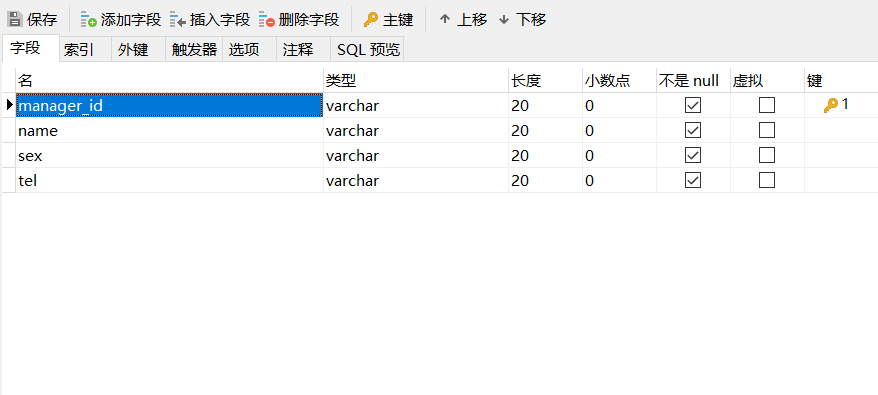 保存 添加字段 插入字段 删除字段 主键 上移 下移
字段 索引 外键 触发器 选项 注释 SQL 预览
名 类型 长度 小数点 不是 null 虚拟 键
manager_id varchar 20 0 1
name varchar 20 0
sex varchar 20 0
tel varchar 20 0